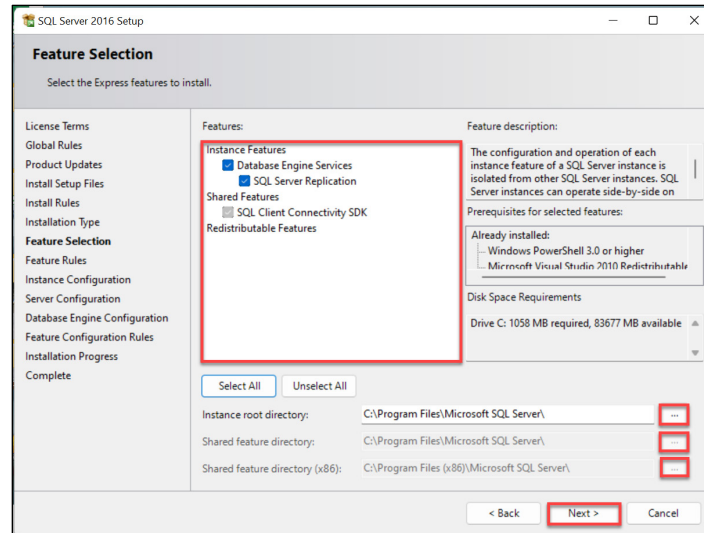 SQL Server 2016 Setup
Feature Selection
Select the Express features to install.
License Terms
Global Rules
Product Updates
Install Setup Files
Install Rules
Installation Type
Feature Selection
Feature Rules
Instance Configuration
Server Configuration
Database Engine Configuration
Feature Configuration Rules
Installation Progress
Complete
Features:
Instance Features
Database Engine Services
SQL Server Replication
Shared Features
SQL Client Connectivity SDK
Redistributable Features
Feature description:
The configuration and operation of each
instance feature of a SQL Server instance is
isolated from other SQL Server instances. SQL
Server instances can operate side-by-side on
Prerequisites for selected features:
Already installed:
Windows PowerShell 3.0 or higher
Microsoft Visual Studio 2010 Redistributable
Disk Space Requirements
Drive C: 1058 MB required, 83677 MB available
Select All
Unselect All
Instance root directory:
C:\Program Files\Microsoft SQL Server\
...
Shared feature directory:
C:\Program Files\Microsoft SQL Server\
...
Shared feature directory (x86):
C:\Program Files (x86)\Microsoft SQL Server\
...
< Back
Next >
Cancel